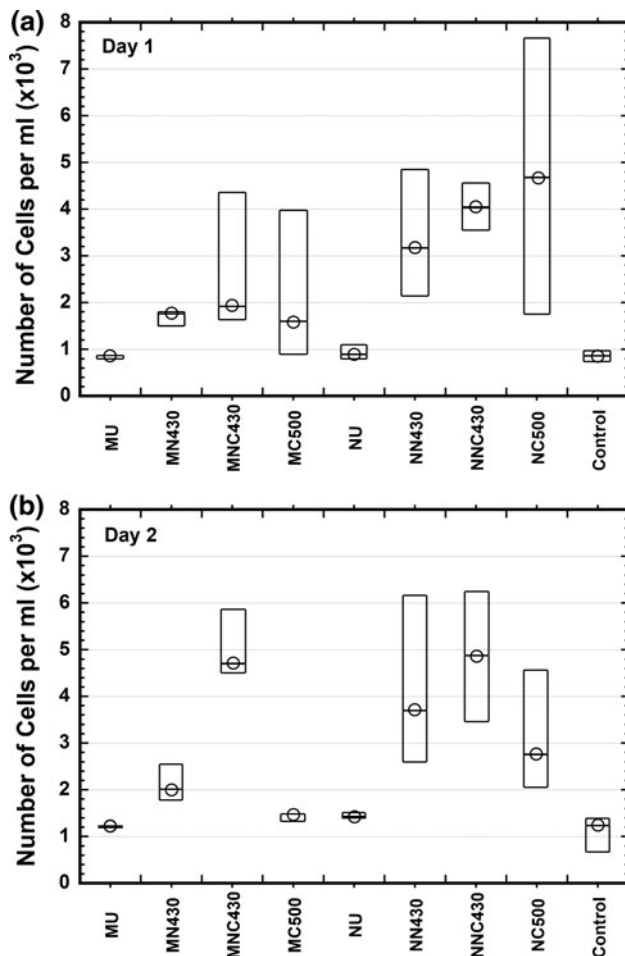 (a)
Day 1
Number of Cells per ml (x10³)
8
7
6
5
4
3
2
1
0
MU
MN430
MNC430
MC500
NU
NN430
NNC430
NC500
Control
(b)
Day 2
Number of Cells per ml (x10³)
8
7
6
5
4
3
2
1
0
MU
MN430
MNC430
MC500
NU
NN430
NNC430
NC500
Control